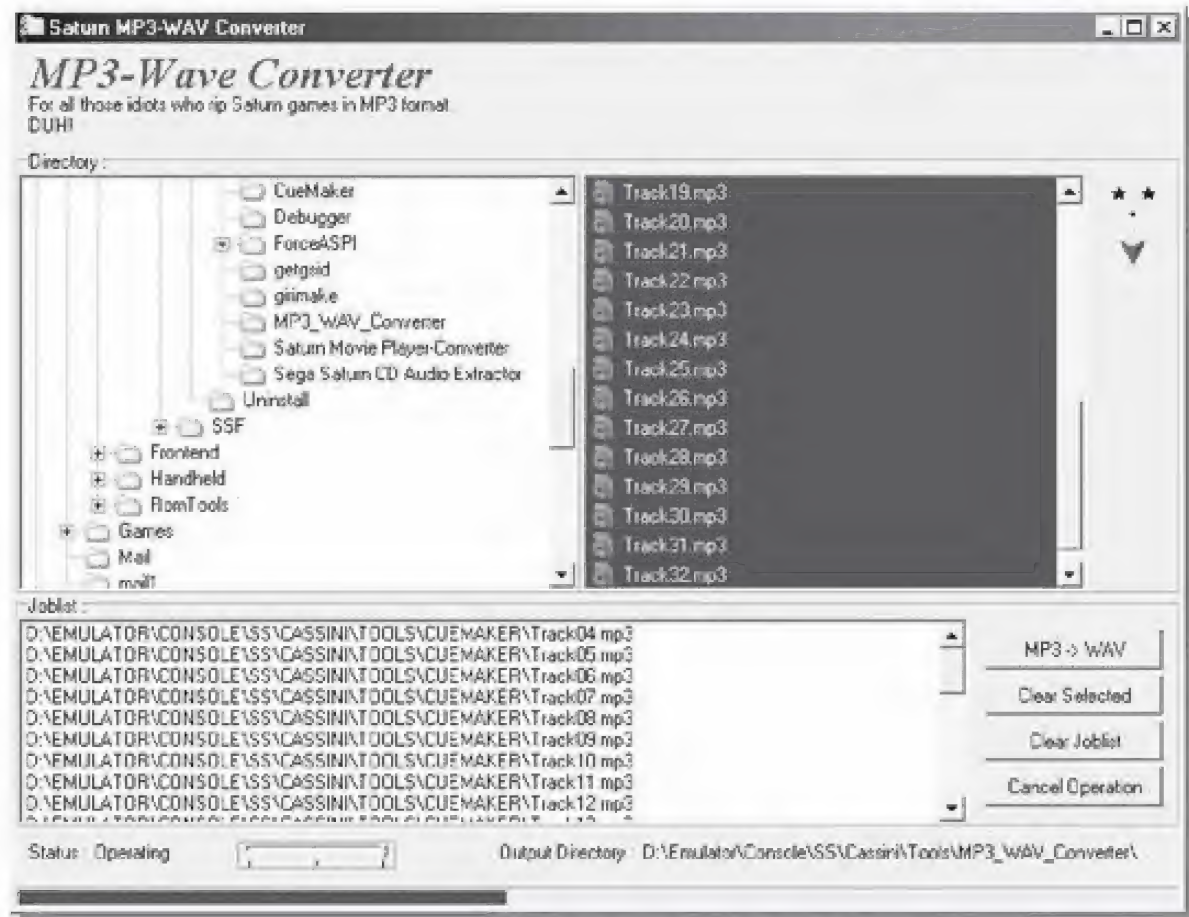 Saturn MP3-WAV Converter
MP3-Wave Converter
For all those idiots who rip Saturn games in MP3 format.
DUH!
Directory :
CueMaker
Debugger
ForceASPI
getgsid
girimake
MP3_WAV_Converter
Saturn Movie Player-Converter
Sega Saturn CD Audio Extractor
Uninstall
SSF
Frontend
Handheld
RomTools
Games
Mail
mail1
Track19.mp3
Track20.mp3
Track21.mp3
Track22.mp3
Track23.mp3
Track24.mp3
Track25.mp3
Track26.mp3
Track27.mp3
Track28.mp3
Track29.mp3
Track30.mp3
Track31.mp3
Track32.mp3
Joblist :
D:\EMULATOR\CONSOLE\SS\CASSINI\TOOLS\CUEMAKER\Track04.mp3
D:\EMULATOR\CONSOLE\SS\CASSINI\TOOLS\CUEMAKER\Track05.mp3
D:\EMULATOR\CONSOLE\SS\CASSINI\TOOLS\CUEMAKER\Track06.mp3
D:\EMULATOR\CONSOLE\SS\CASSINI\TOOLS\CUEMAKER\Track07.mp3
D:\EMULATOR\CONSOLE\SS\CASSINI\TOOLS\CUEMAKER\Track08.mp3
D:\EMULATOR\CONSOLE\SS\CASSINI\TOOLS\CUEMAKER\Track09.mp3
D:\EMULATOR\CONSOLE\SS\CASSINI\TOOLS\CUEMAKER\Track10.mp3
D:\EMULATOR\CONSOLE\SS\CASSINI\TOOLS\CUEMAKER\Track11.mp3
D:\EMULATOR\CONSOLE\SS\CASSINI\TOOLS\CUEMAKER\Track12.mp3
MP3 -> WAV
Clear Selected
Clear Joblist
Cancel Operation
Status : Operating
Output Directory : D:\Emulator\Console\SS\Cassini\Tools\MP3_WAV_Converter\